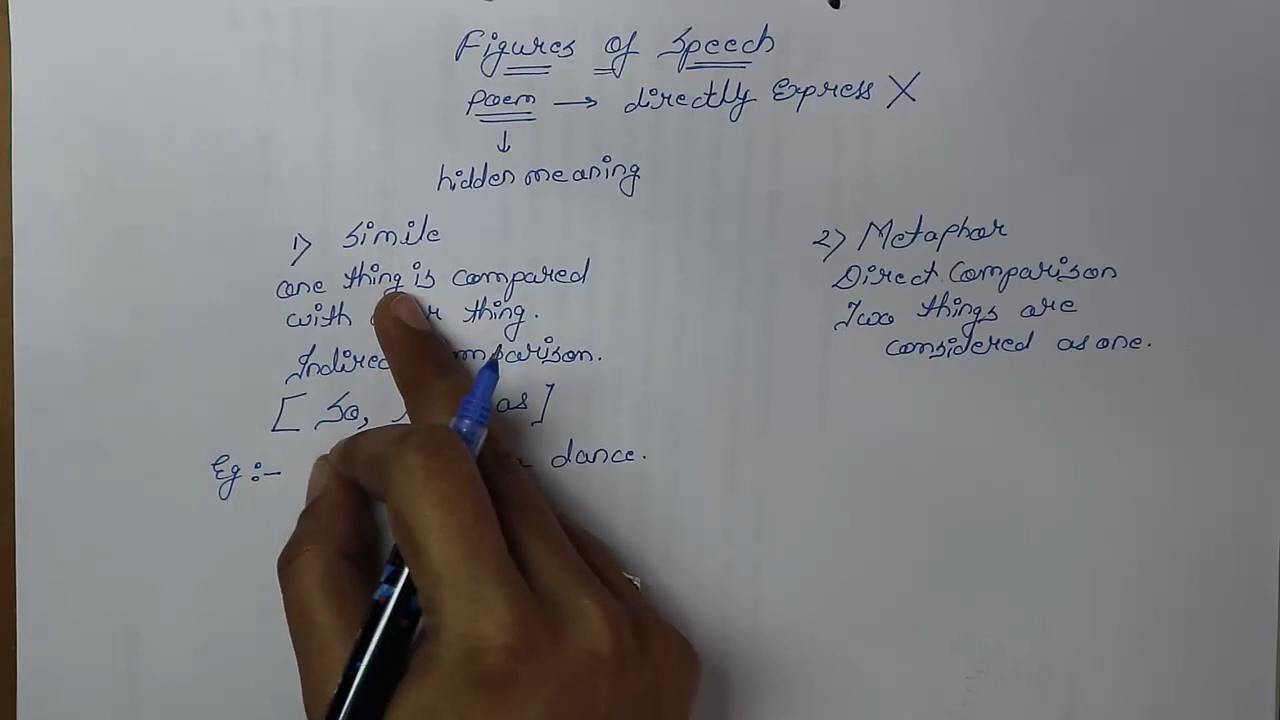 Figures of Speech
Poem → directly Express X
↓
hidden meaning
1) Simile
one thing is compared
with thing.
comparison.
[ So, as]
Eg :- dance.
2) Metaphor
Direct Comparison
Two things are
considered as one.